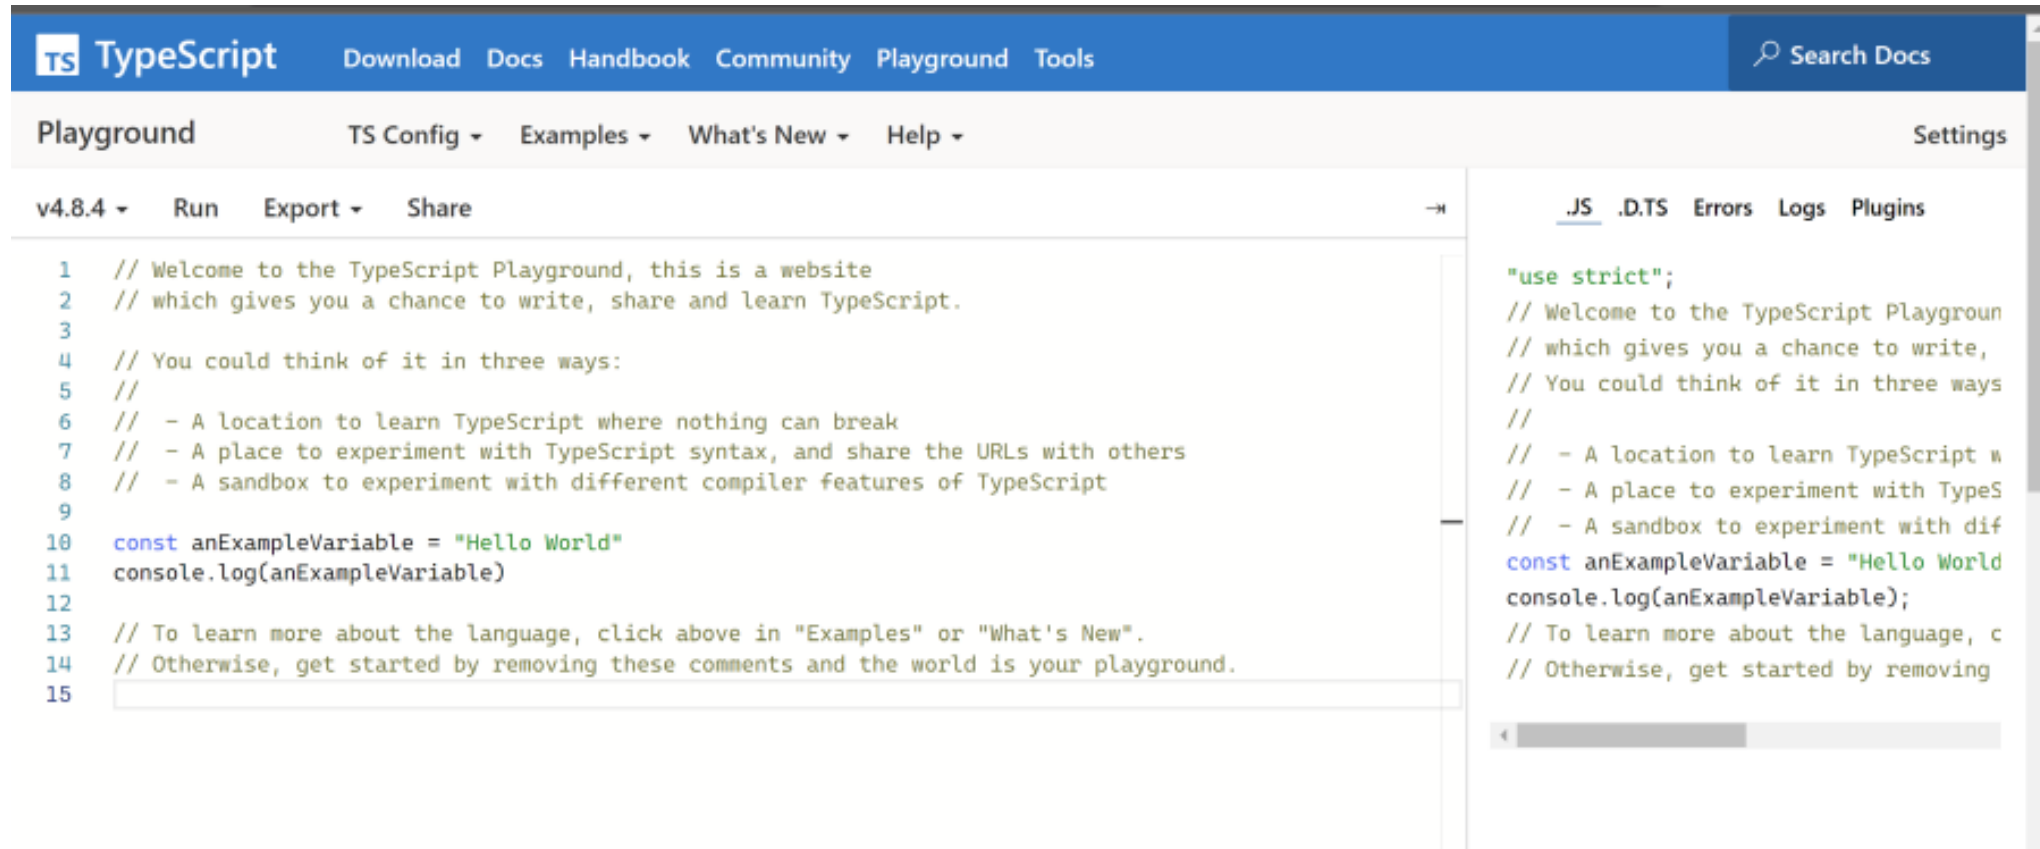 TS TypeScript Download Docs Handbook Community Playground Tools Search Docs
Playground TS Config Examples What's New Help Settings
v4.8.4 Run Export Share
1 // Welcome to the TypeScript Playground, this is a website
2 // which gives you a chance to write, share and learn TypeScript.
3
4 // You could think of it in three ways:
5 //
6 //  - A location to learn TypeScript where nothing can break
7 //  - A place to experiment with TypeScript syntax, and share the URLs with others
8 //  - A sandbox to experiment with different compiler features of TypeScript
9
10 const anExampleVariable = "Hello World"
11 console.log(anExampleVariable)
12
13 // To learn more about the language, click above in "Examples" or "What's New".
14 // Otherwise, get started by removing these comments and the world is your playground.
15
.JS .D.TS Errors Logs Plugins
"use strict";
// Welcome to the TypeScript Playgroun
// which gives you a chance to write,
// You could think of it in three ways
//
//  - A location to learn TypeScript w
//  - A place to experiment with TypeS
//  - A sandbox to experiment with dif
const anExampleVariable = "Hello World
console.log(anExampleVariable);
// To learn more about the language, c
// Otherwise, get started by removing